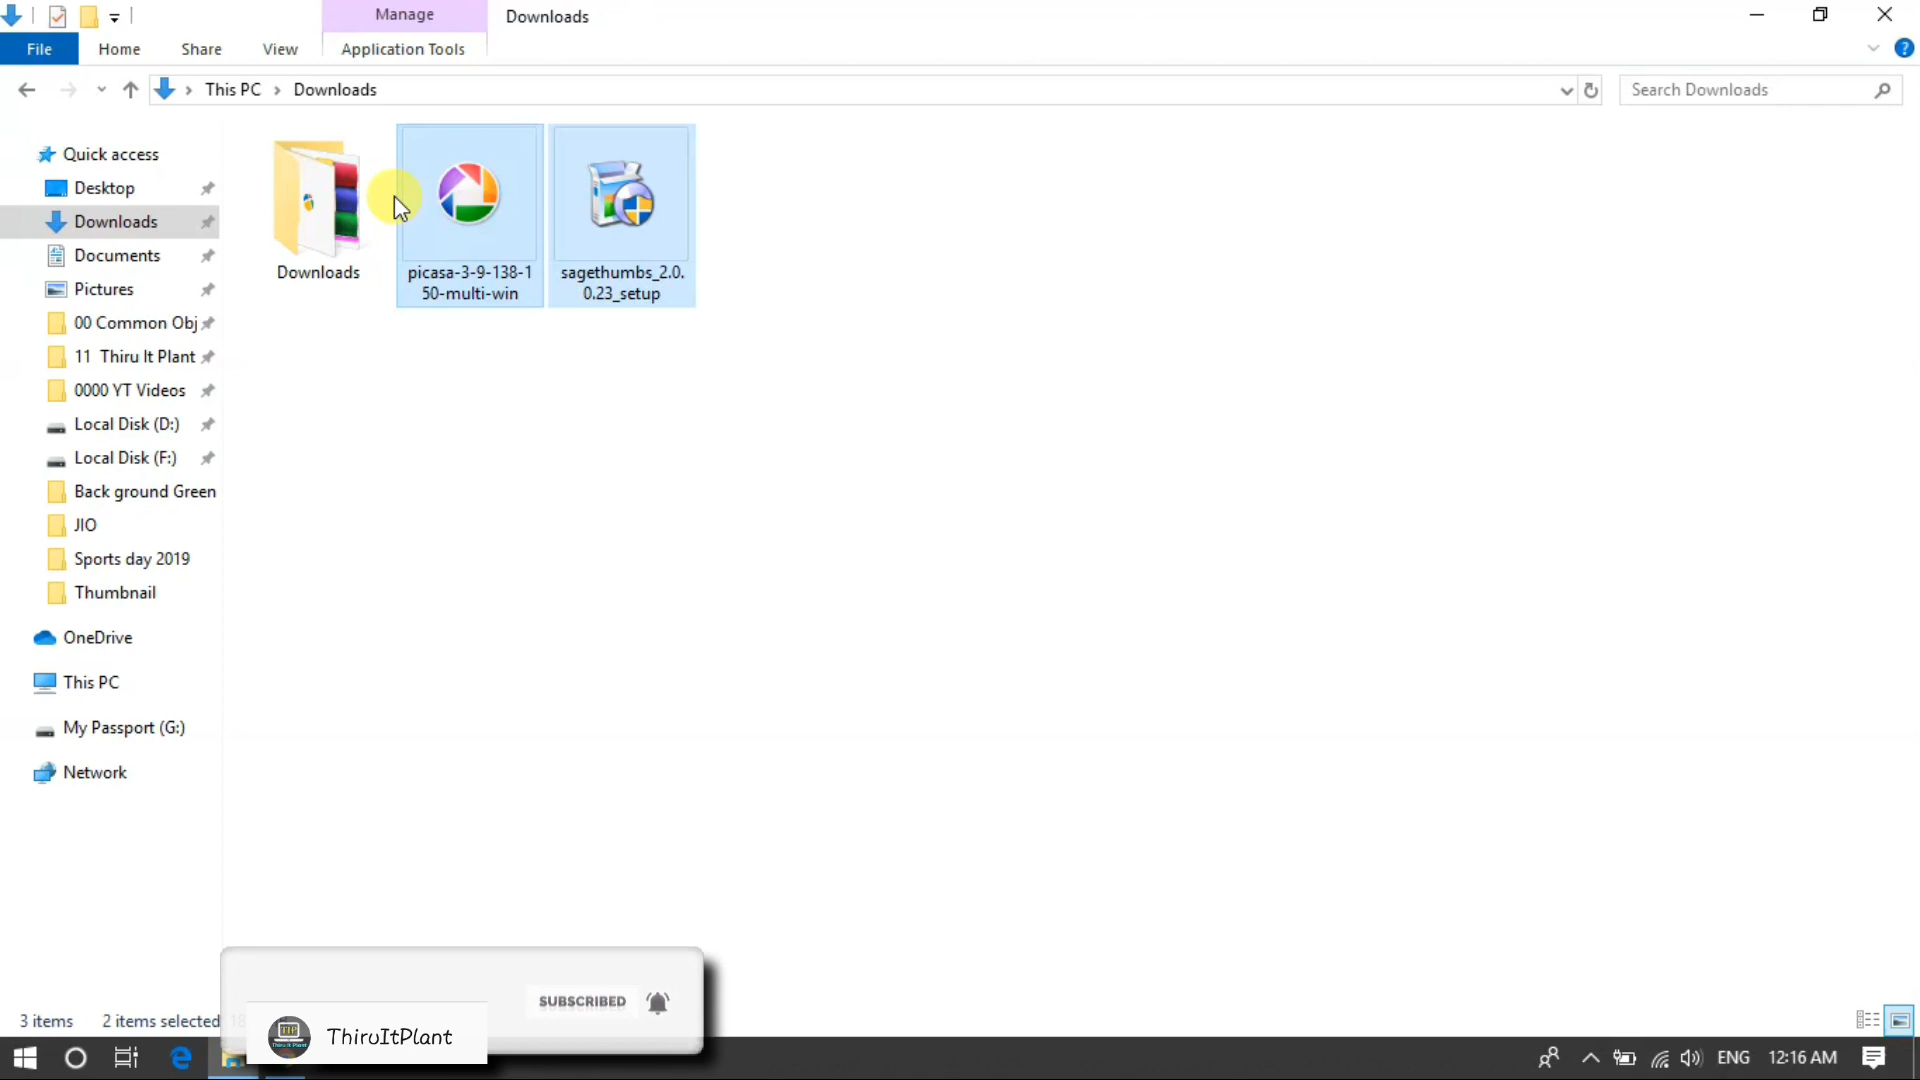 Manage
Downloads
File
Home
Share
View
Application Tools
This PC
Downloads
Search Downloads
Quick access
Desktop
Downloads
Documents
Pictures
00 Common Obj
11 Thiru It Plant
0000 YT Videos
Local Disk (D:)
Local Disk (F:)
Back ground Green
JIO
Sports day 2019
Thumbnail
OneDrive
This PC
My Passport (G:)
Network
Downloads
picasa-3-9-138-1
50-multi-win
sagethumbs_2.0.
0.23_setup
SUBSCRIBED
TIP
ThiruItPlant
3 items
2 items selected
ENG
12:16 AM